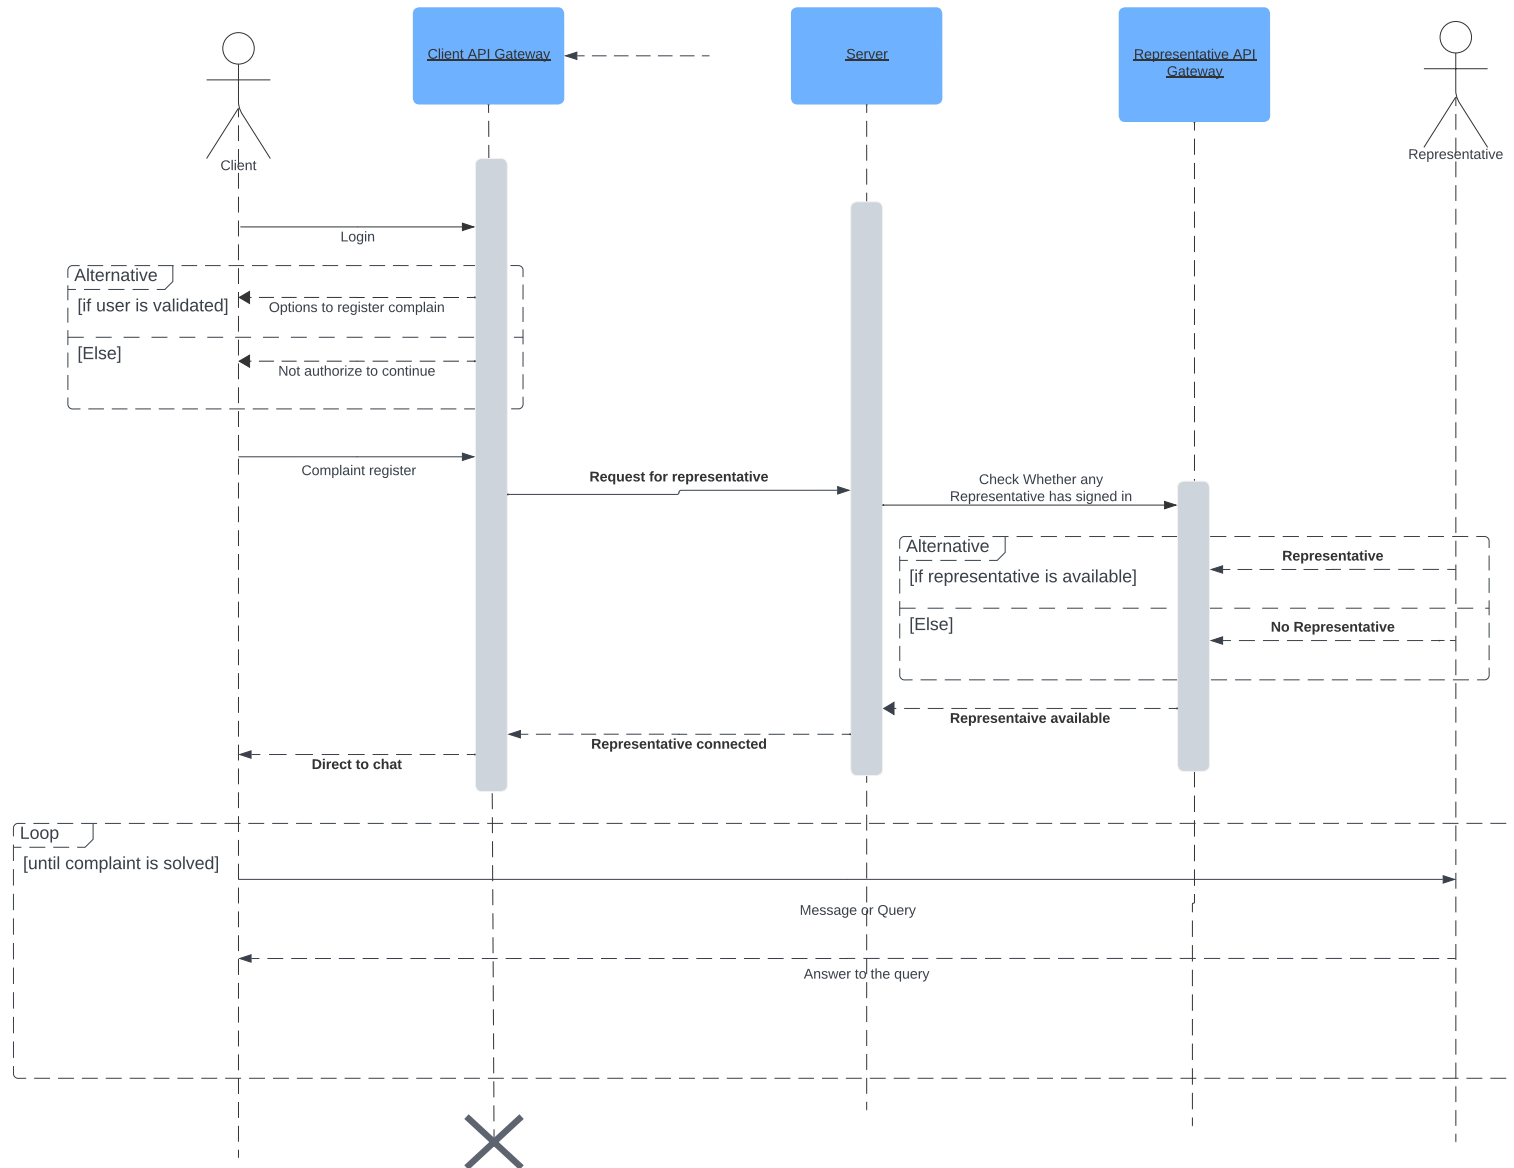 Client API Gateway
Server
Representative API
Gateway
Client
Representative
Login
Alternative
[if user is validated]
Options to register complain
[Else]
Not authorize to continue
Complaint register
Request for representative
Check Whether any
Representative has signed in
Alternative
[if representative is available]
Representative
[Else]
No Representative
Representaive available
Representative connected
Direct to chat
Loop
[until complaint is solved]
Message or Query
Answer to the query